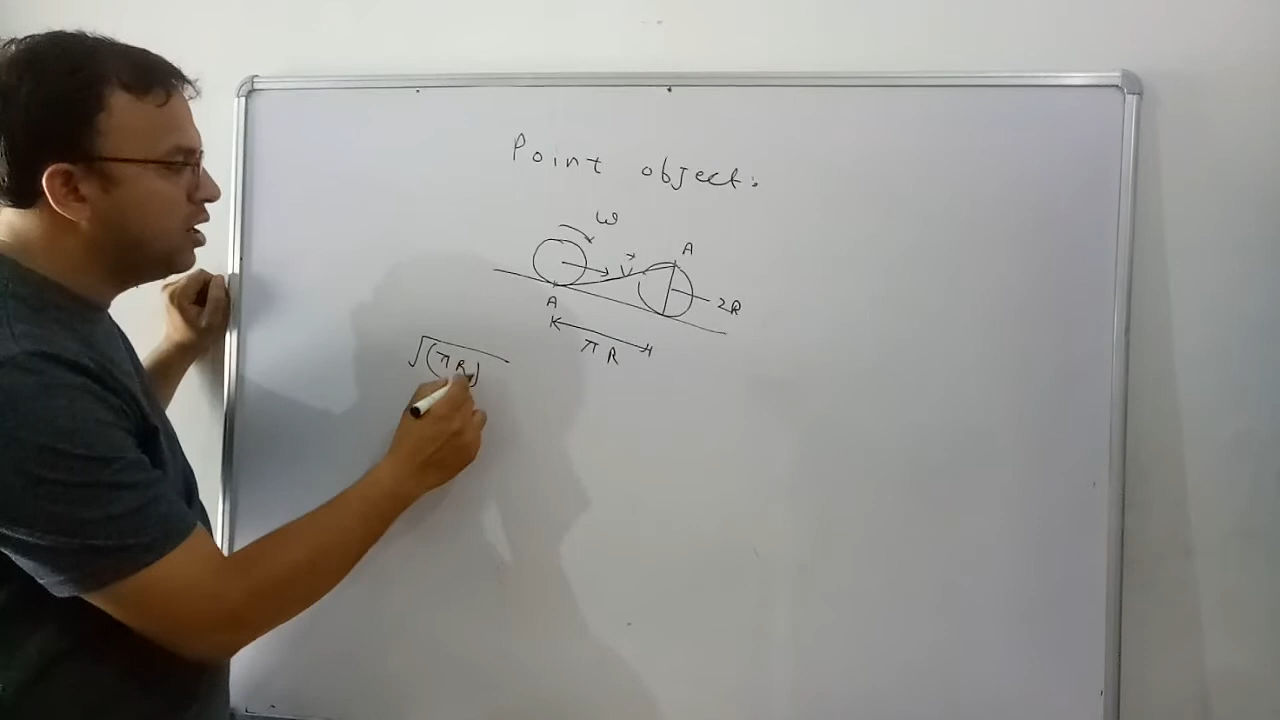 Point object:
ω
A
V⃗
A
2R
πR
√(πR)